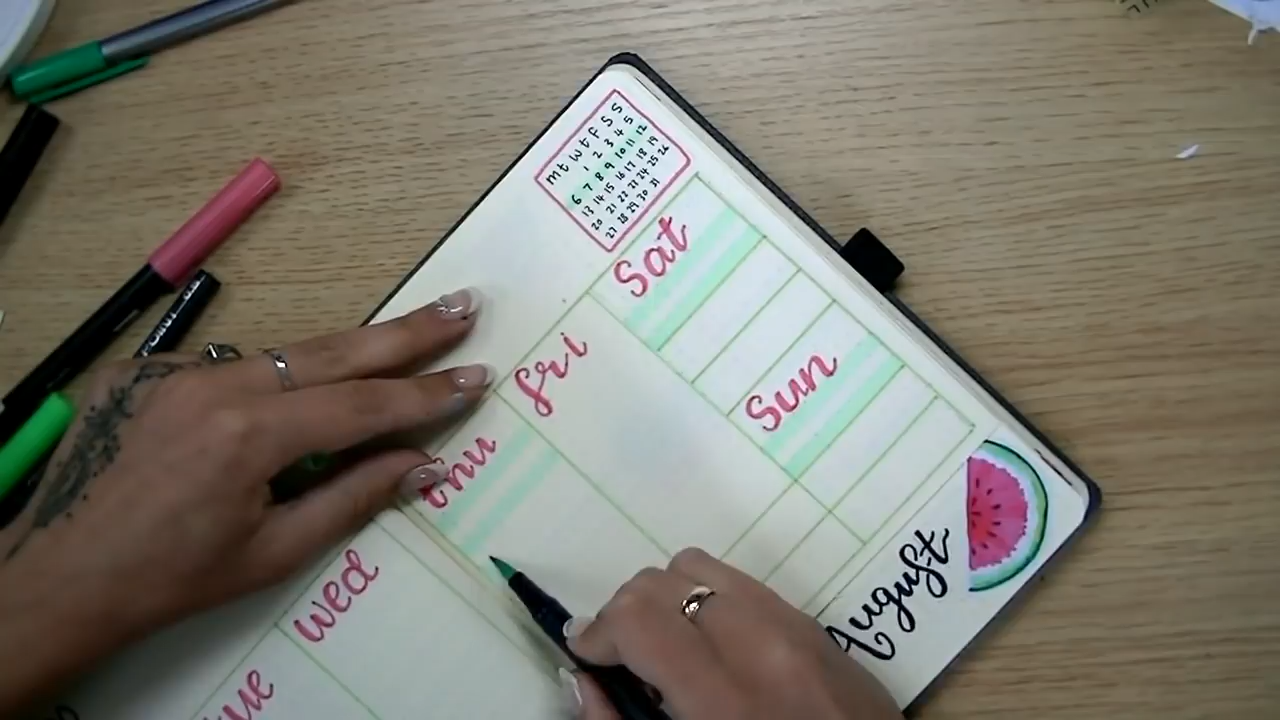 m t w t f s s
1 2 3 4 5
6 7 8 9 10 11 12
13 14 15 16 17 18 19
20 21 22 23 24 25 26
27 28 29 30 31
Sat
Sun
fri
thu
wed
tue
August